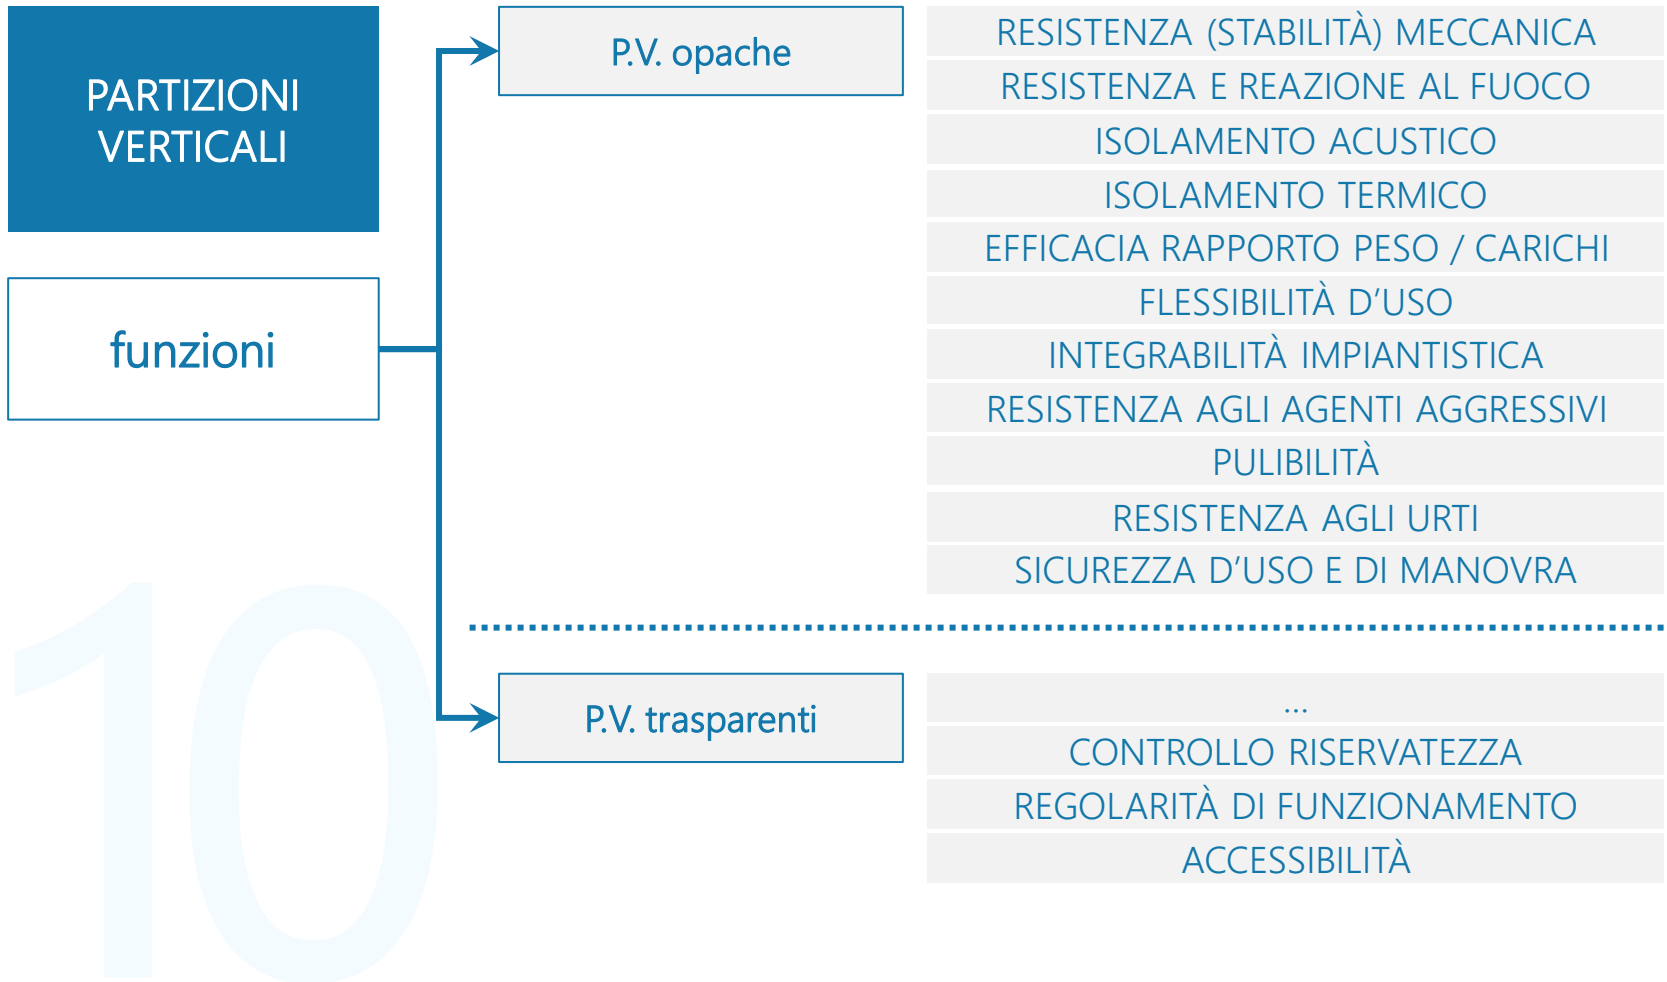 PARTIZIONI
VERTICALI
funzioni
P.V. opache
RESISTENZA (STABILITÀ) MECCANICA
RESISTENZA E REAZIONE AL FUOCO
ISOLAMENTO ACUSTICO
ISOLAMENTO TERMICO
EFFICACIA RAPPORTO PESO / CARICHI
FLESSIBILITÀ D’USO
INTEGRABILITÀ IMPIANTISTICA
RESISTENZA AGLI AGENTI AGGRESSIVI
PULIBILITÀ
RESISTENZA AGLI URTI
SICUREZZA D’USO E DI MANOVRA
P.V. trasparenti
…
CONTROLLO RISERVATEZZA
REGOLARITÀ DI FUNZIONAMENTO
ACCESSIBILITÀ
10